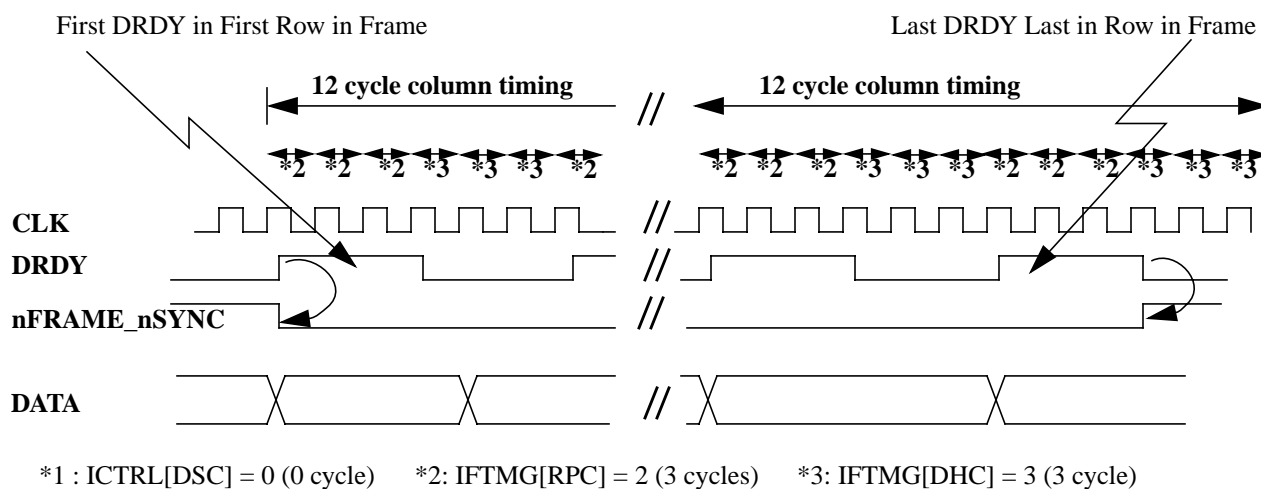 First DRDY in First Row in Frame
Last DRDY Last in Row in Frame
12 cycle column timing // 12 cycle column timing
*2 *2 *2 *3 *3 *3 *2 *2 *2 *2 *3 *3 *3 *2 *2 *2 *3 *3 *3
CLK //
DRDY //
nFRAME_nSYNC //
DATA //
*1 : ICTRL[DSC] = 0 (0 cycle) *2: IFTMG[RPC] = 2 (3 cycles) *3: IFTMG[DHC] = 3 (3 cycle)